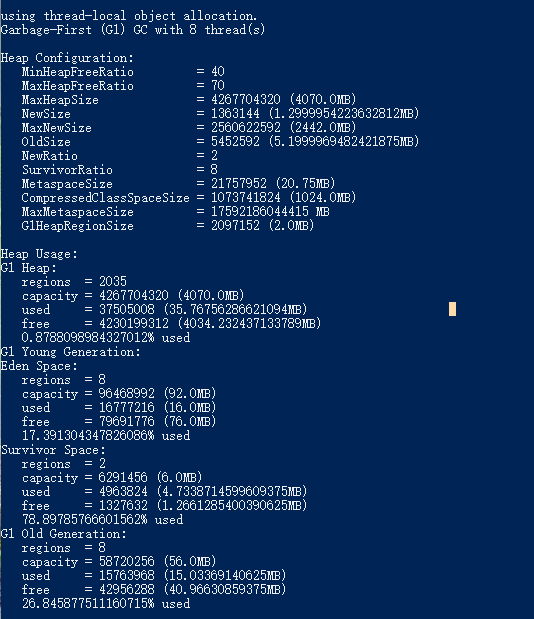 using thread-local object allocation.
Garbage-First (G1) GC with 8 thread(s)
Heap Configuration:
MinHeapFreeRatio = 40
MaxHeapFreeRatio = 70
MaxHeapSize = 4267704320 (4070.0MB)
NewSize = 1363144 (1.2999954223632812MB)
MaxNewSize = 2560622592 (2442.0MB)
OldSize = 5452592 (5.1999969482421875MB)
NewRatio = 2
SurvivorRatio = 8
MetaspaceSize = 21757952 (20.75MB)
CompressedClassSpaceSize = 1073741824 (1024.0MB)
MaxMetaspaceSize = 17592186044415 MB
G1HeapRegionSize = 2097152 (2.0MB)
Heap Usage:
G1 Heap:
regions = 2035
capacity = 4267704320 (4070.0MB)
used = 37505008 (35.76756286621094MB)
free = 4230199312 (4034.232437133789MB)
0.8788098984327012% used
G1 Young Generation:
Eden Space:
regions = 8
capacity = 96468992 (92.0MB)
used = 16777216 (16.0MB)
free = 79691776 (76.0MB)
17.391304347826086% used
Survivor Space:
regions = 2
capacity = 6291456 (6.0MB)
used = 4963824 (4.7338714599609375MB)
free = 1327632 (1.2661285400390625MB)
78.89785766601562% used
G1 Old Generation:
regions = 8
capacity = 58720256 (56.0MB)
used = 15763968 (15.03369140625MB)
free = 42956288 (40.96630859375MB)
26.845877511160715% used